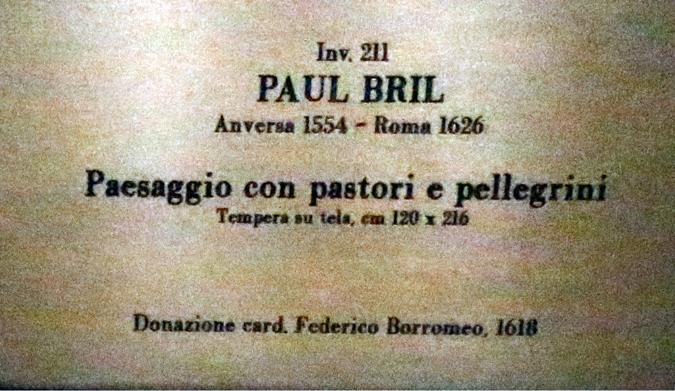 Inv. 211
PAUL BRIL
Anversa 1554 - Roma 1626
Paesaggio con pastori e pellegrini
Tempera su tela, cm 120 x 216
Donazione card. Federico Borromeo, 1618